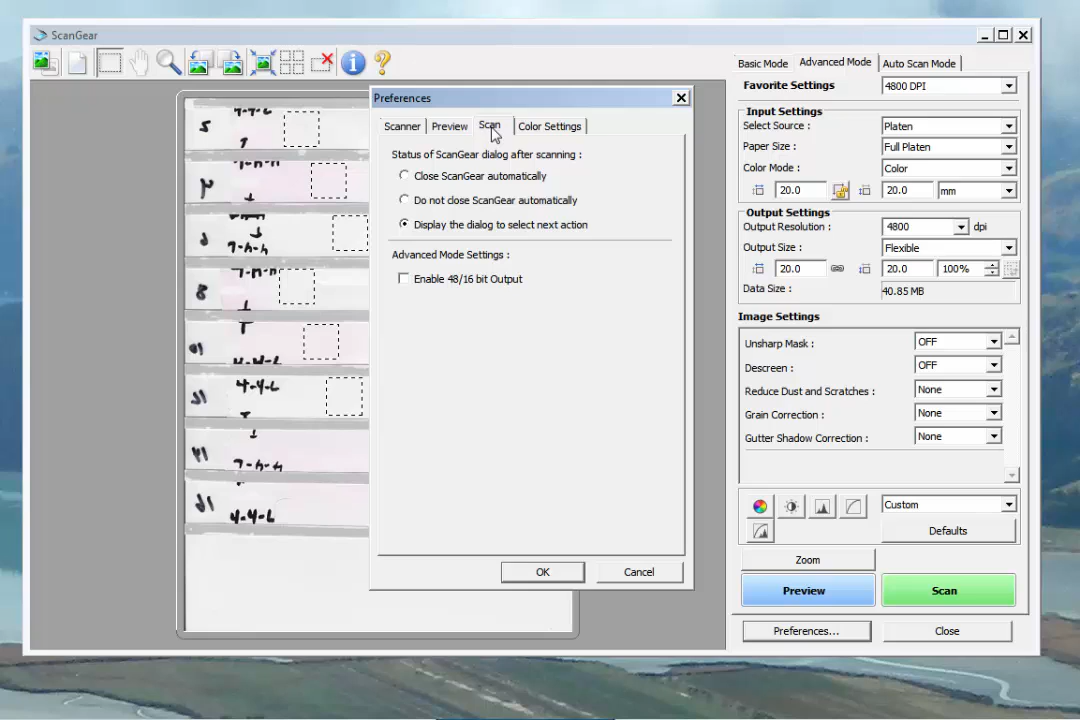 ScanGear
Basic Mode
Advanced Mode
Auto Scan Mode
Favorite Settings
4800 DPI
Input Settings
Select Source :
Platen
Paper Size :
Full Platen
Color Mode :
Color
20.0
20.0
mm
Output Settings
Output Resolution :
4800
dpi
Output Size :
Flexible
20.0
20.0
100%
Data Size :
40.85 MB
Image Settings
Unsharp Mask :
OFF
Descreen :
OFF
Reduce Dust and Scratches :
None
Grain Correction :
None
Gutter Shadow Correction :
None
Custom
Defaults
Zoom
Preview
Scan
Preferences...
Close
Preferences
Scanner
Preview
Scan
Color Settings
Status of ScanGear dialog after scanning :
Close ScanGear automatically
Do not close ScanGear automatically
Display the dialog to select next action
Advanced Mode Settings :
Enable 48/16 bit Output
OK
Cancel